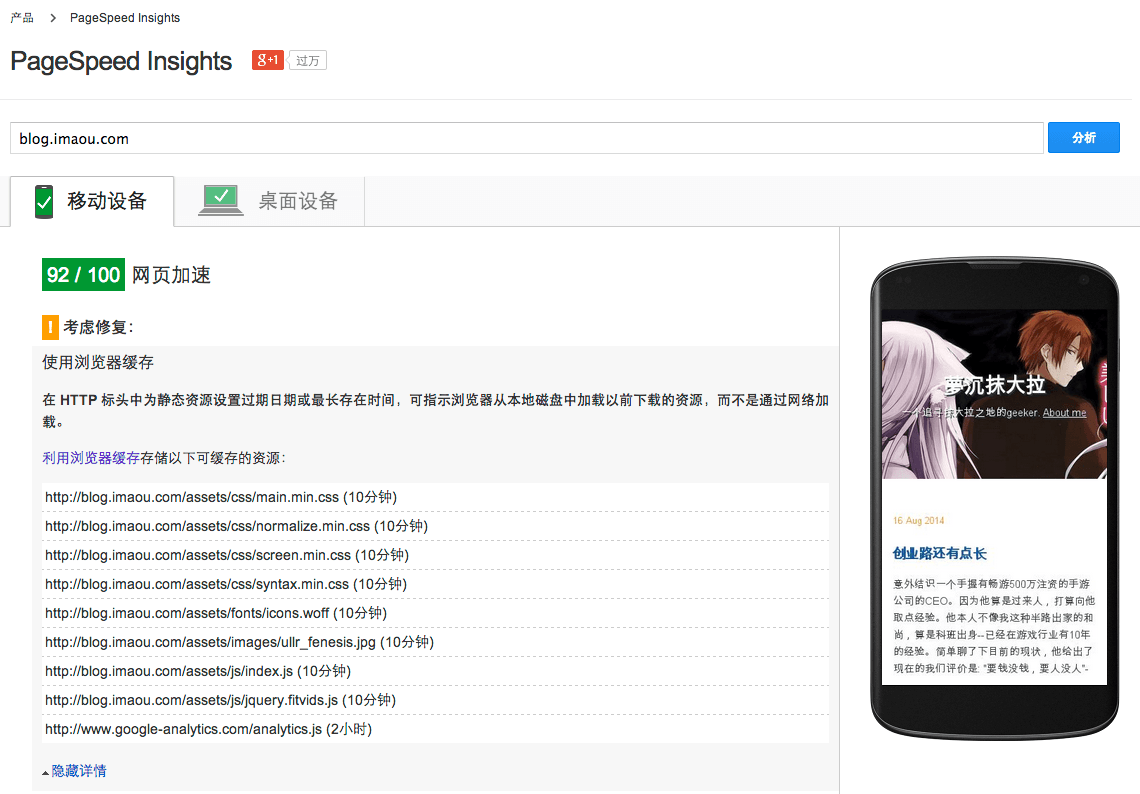 产品 > PageSpeed Insights
PageSpeed Insights
g+1 过万
blog.imaou.com
分析
移动设备
桌面设备
92 / 100 网页加速
! 考虑修复：
使用浏览器缓存
在 HTTP 标头中为静态资源设置过期日期或最长存在时间，可指示浏览器从本地磁盘中加载以前下载的资源，而不是通过网络加
载。
利用浏览器缓存存储以下可缓存的资源：
http://blog.imaou.com/assets/css/main.min.css (10分钟)
http://blog.imaou.com/assets/css/normalize.min.css (10分钟)
http://blog.imaou.com/assets/css/screen.min.css (10分钟)
http://blog.imaou.com/assets/css/syntax.min.css (10分钟)
http://blog.imaou.com/assets/fonts/icons.woff (10分钟)
http://blog.imaou.com/assets/images/ullr_fenesis.jpg (10分钟)
http://blog.imaou.com/assets/js/index.js (10分钟)
http://blog.imaou.com/assets/js/jquery.fitvids.js (10分钟)
http://www.google-analytics.com/analytics.js (2小时)
隐藏详情
夢沉抹大拉
一个追寻抹大拉之地的geeker. About me
16 Aug 2014
创业路还有点长
意外结识一个手握有畅游500万注资的手游
公司的CEO。因为他算是过来人，打算向他
取点经验。他本人不像我这种半路出家的和
尚，算是科班出身--已经在游戏行业有10年
的经验。简单聊了下目前的现状，他给出了
现在的我们评价是: "要钱没钱，要人没人"-